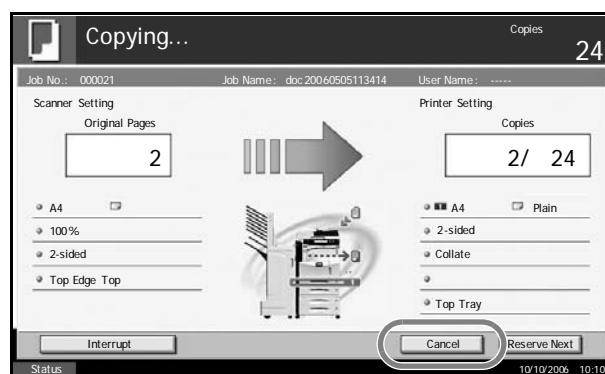 Copying...
Copies
24
Job No.: 000021 Job Name: doc20060505113414 User Name: -----
Scanner Setting
Original Pages
2
A4
100%
2-sided
Top Edge Top
Printer Setting
Copies
2/ 24
1 A4 Plain
2-sided
Collate
Top Tray
Interrupt
Cancel
Reserve Next
Status
10/10/2006 10:10